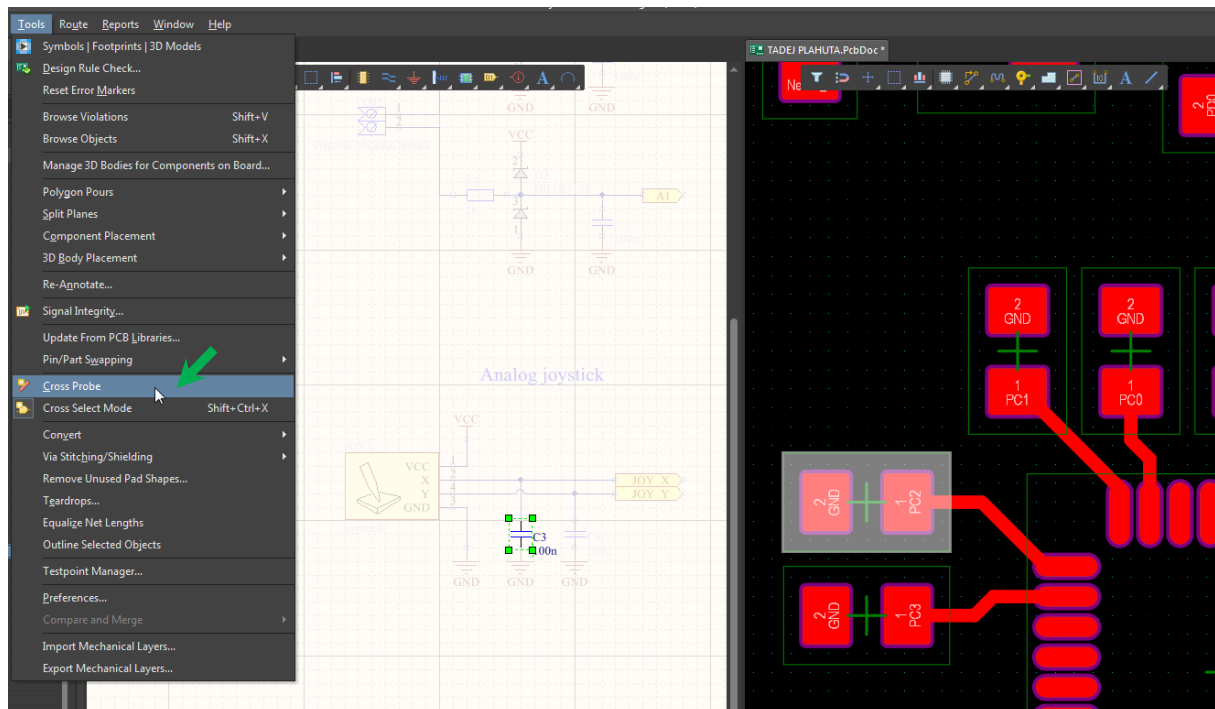 Tools Route Reports Window Help
Symbols | Footprints | 3D Models
Design Rule Check...
Reset Error Markers
Browse Violations Shift+V
Browse Objects Shift+X
Manage 3D Bodies for Components on Board...
Polygon Pours
Split Planes
Component Placement
3D Body Placement
Re-Annotate...
Signal Integrity...
Update From PCB Libraries...
Pin/Part Swapping
Cross Probe
Cross Select Mode Shift+Ctrl+X
Convert
Via Stitching/Shielding
Remove Unused Pad Shapes...
Teardrops...
Equalize Net Lengths
Outline Selected Objects
Testpoint Manager...
Preferences...
Compare and Merge
Import Mechanical Layers...
Export Mechanical Layers...
GND GND
VCC
A1
GND GND
Analog joystick
VCC
VCC
X
Y
GND
JOY X
JOY Y
C3
00n
GND GND GND
TADEJ PLAHUTA.PcbDoc *
Ne
A
2
PD0
2
GND
2
GND
1
PC1
1
PC0
2
GND
1
PC2
2
GND
1
PC3